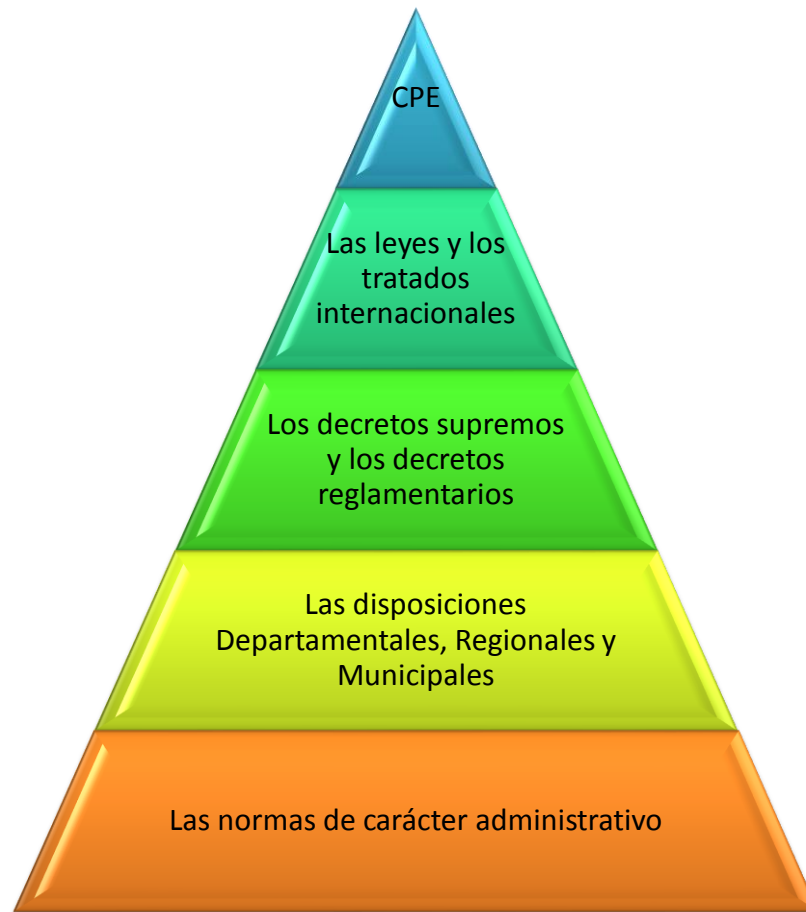 CPE
Las leyes y los
tratados
internacionales
Los decretos supremos
y los decretos
reglamentarios
Las disposiciones
Departamentales, Regionales y
Municipales
Las normas de carácter administrativo